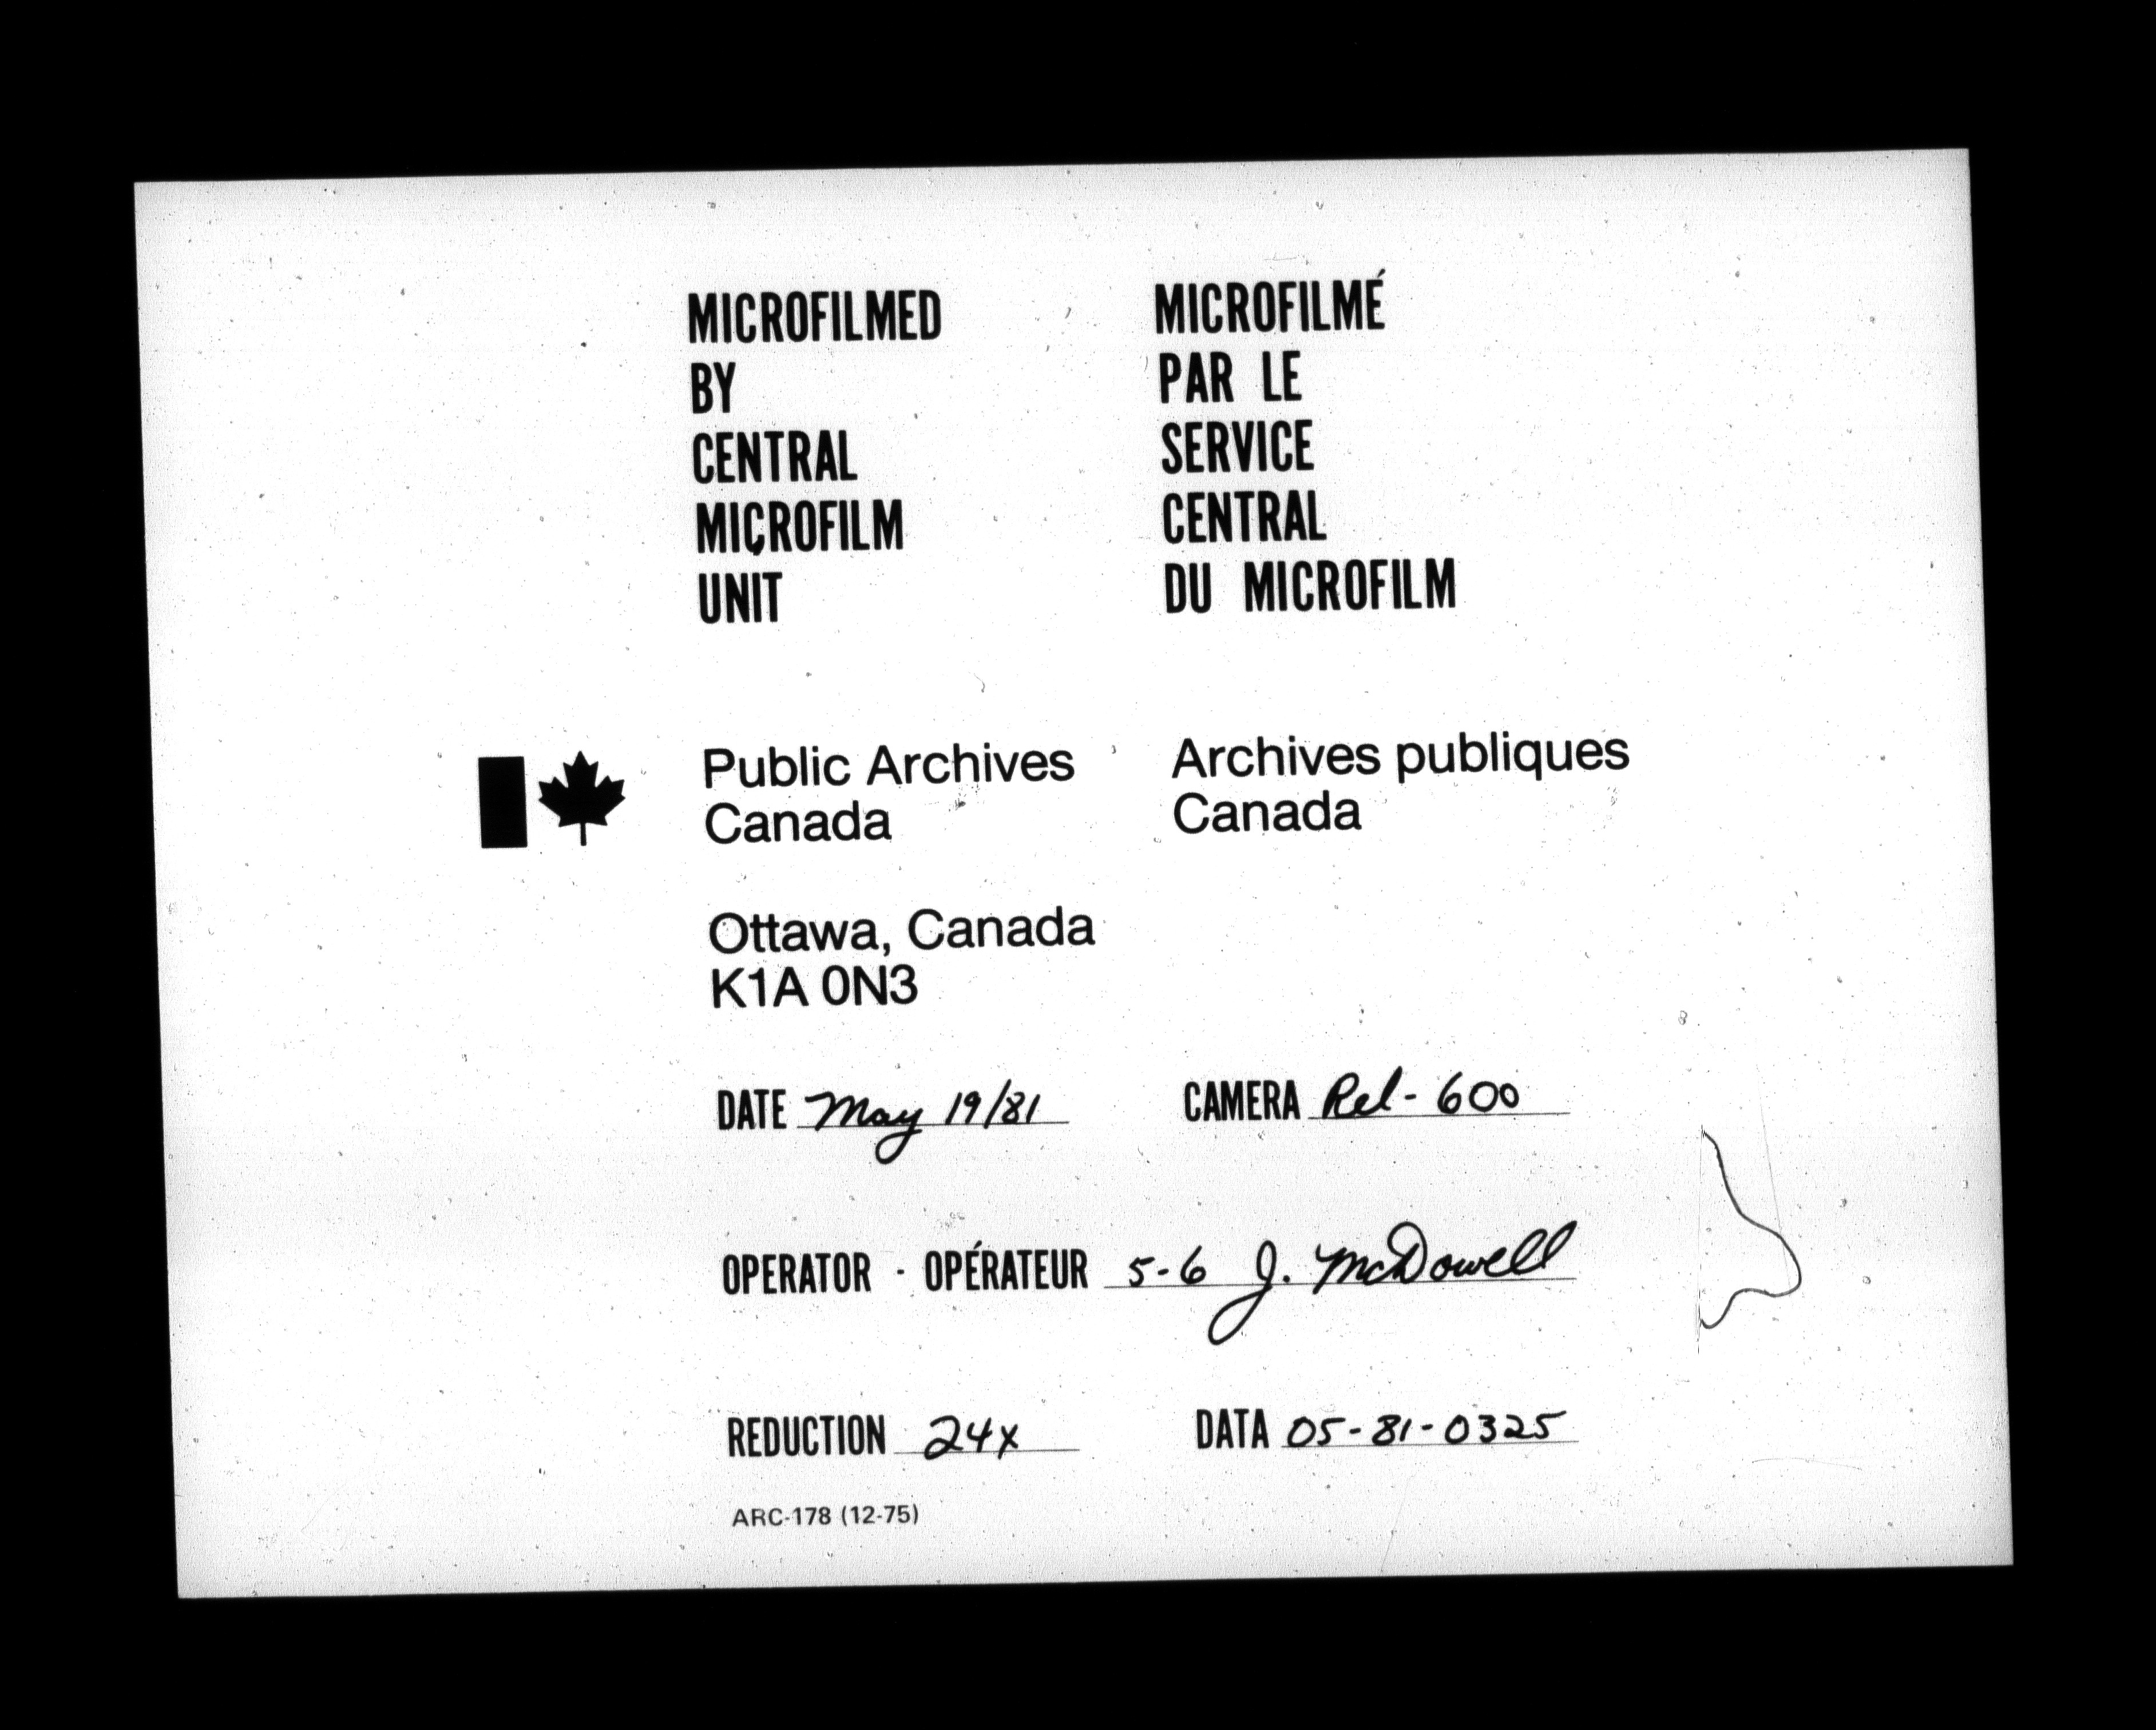 MICROFILMED
BY
CENTRAL
MICROFILM
UNIT
MICROFILMÉ
PAR LE
SERVICE
CENTRAL
DU MICROFILM
Public Archives
Canada
Archives publiques
Canada
Ottawa, Canada
K1A 0N3
DATE May 19/81
CAMERA Rel-600
OPERATOR - OPÉRATEUR 5-6 J. McDowell
REDUCTION 24x
DATA 05-81-0325
ARC-178 (12-75)